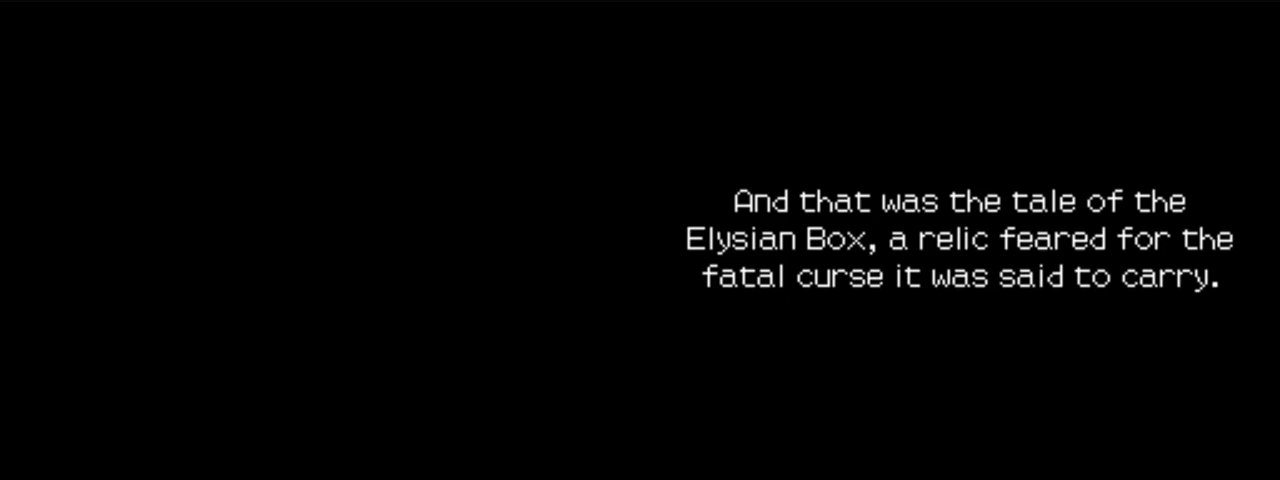 And that was the tale of the
Elysian Box, a relic feared for the
fatal curse it was said to carry.